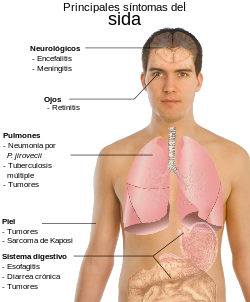 Principales síntomas del
sida
Neurológicos
- Encefalitis
- Meningitis
Ojos
- Retinitis
Pulmones
- Neumonia por
P. jirovecii
- Tuberculosis
múltiple
- Tumores
Piel
- Tumores
- Sarcoma de Kaposi
Sistema digestivo
- Esofagitis
- Diarrea crónica
- Tumores